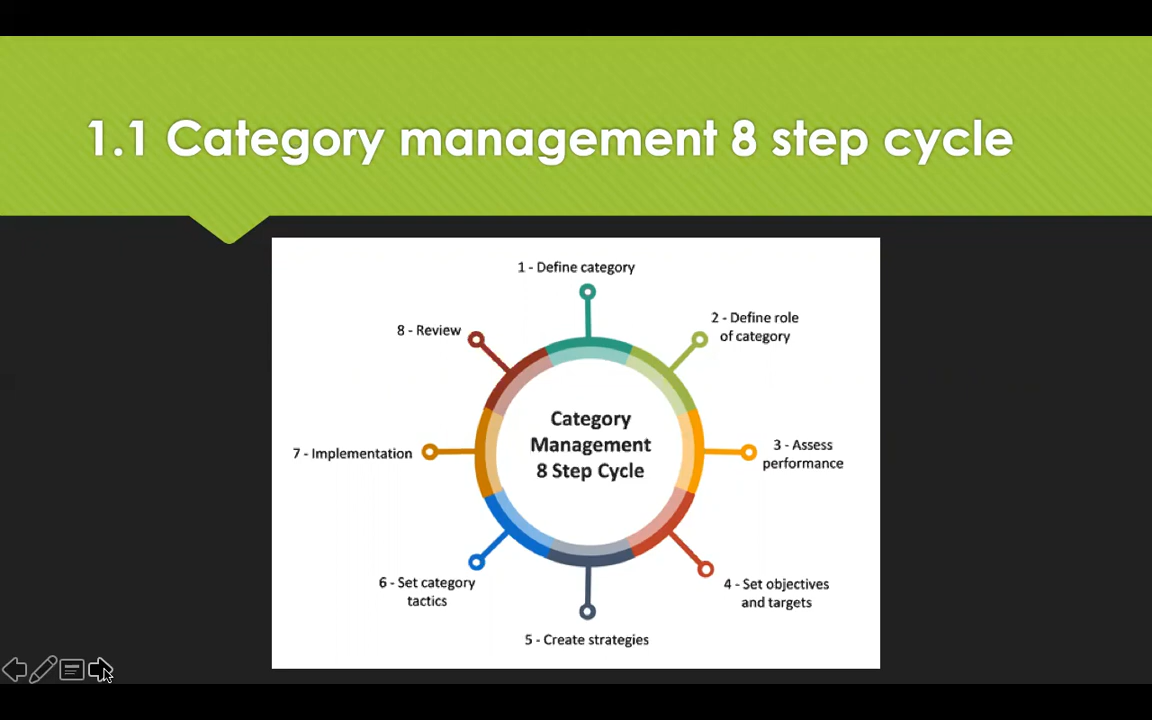 1.1 Category management 8 step cycle
1 - Define category
2 - Define role
of category
3 - Assess
performance
4 - Set objectives
and targets
5 - Create strategies
6 - Set category
tactics
7 - Implementation
8 - Review
Category
Management
8 Step Cycle